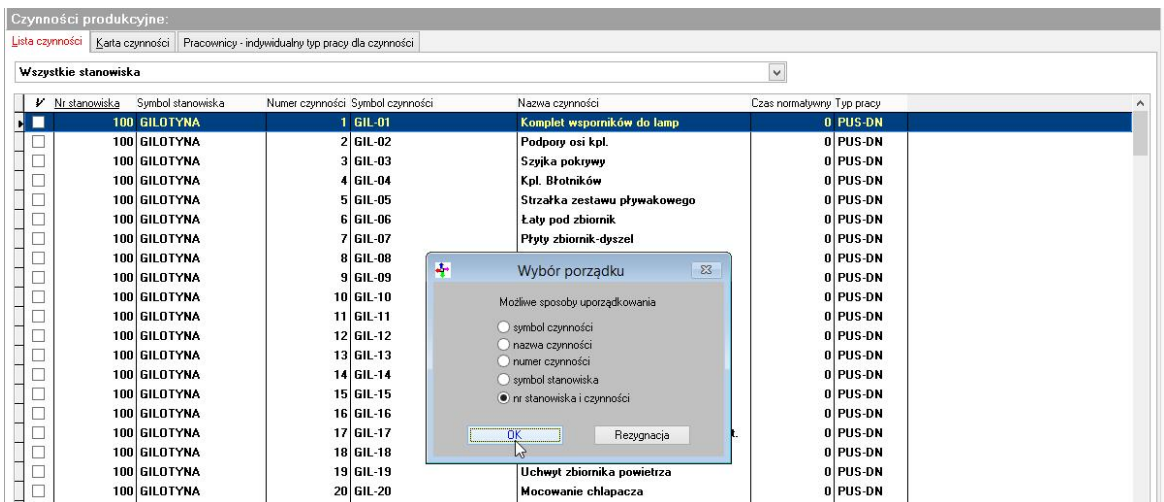 Czynności produkcyjne:
Lista czynności Karta czynności Pracownicy - indywidualny typ pracy dla czynności
Wszystkie stanowiska
V Nr stanowiska Symbol stanowiska Numer czynności Symbol czynności Nazwa czynności Czas normatywny Typ pracy
100 GILOTYNA 1 GIL-01 Komplet wsporników do lamp 0 PUS-DN
100 GILOTYNA 2 GIL-02 Podpory osi kpl. 0 PUS-DN
100 GILOTYNA 3 GIL-03 Szyjka pokrywy 0 PUS-DN
100 GILOTYNA 4 GIL-04 Kpl. Błotników 0 PUS-DN
100 GILOTYNA 5 GIL-05 Strzałka zestawu pływakowego 0 PUS-DN
100 GILOTYNA 6 GIL-06 Łaty pod zbiornik 0 PUS-DN
100 GILOTYNA 7 GIL-07 Płyty zbiornik-dyszel 0 PUS-DN
100 GILOTYNA 8 GIL-08 0 PUS-DN
100 GILOTYNA 9 GIL-09 0 PUS-DN
100 GILOTYNA 10 GIL-10 0 PUS-DN
100 GILOTYNA 11 GIL-11 0 PUS-DN
100 GILOTYNA 12 GIL-12 0 PUS-DN
100 GILOTYNA 13 GIL-13 0 PUS-DN
100 GILOTYNA 14 GIL-14 0 PUS-DN
100 GILOTYNA 15 GIL-15 0 PUS-DN
100 GILOTYNA 16 GIL-16 0 PUS-DN
100 GILOTYNA 17 GIL-17 t. 0 PUS-DN
100 GILOTYNA 18 GIL-18 0 PUS-DN
100 GILOTYNA 19 GIL-19 Uchwyt zbiornika powietrza 0 PUS-DN
100 GILOTYNA 20 GIL-20 Mocowanie chlapacza 0 PUS-DN
Wybór porządku
Możliwe sposoby uporządkowania
symbol czynności
nazwa czynności
numer czynności
symbol stanowiska
nr stanowiska i czynności
OK Rezygnacja